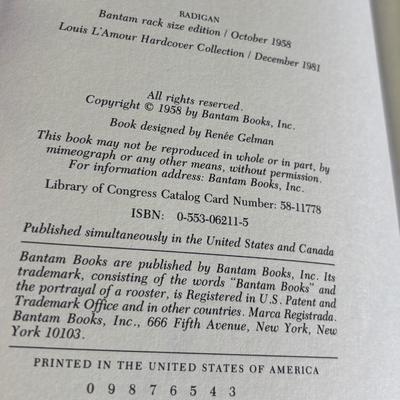 RADIGAN
Bantam rack size edition / October 1958
Louis L'Amour Hardcover Collection / December 1981
All rights reserved.
Copyright © 1958 by Bantam Books, Inc.
Book designed by Renée Gelman
This book may not be reproduced in whole or in part, by
mimeograph or any other means, without permission.
For information address: Bantam Books, Inc.
Library of Congress Catalog Card Number: 58-11778
ISBN: 0-553-06211-5
Published simultaneously in the United States and Canada
Bantam Books are published by Bantam Books, Inc. Its
trademark, consisting of the words "Bantam Books" and
the portrayal of a rooster, is Registered in U.S. Patent and
Trademark Office and in other countries. Marca Registrada.
Bantam Books, Inc., 666 Fifth Avenue, New York, New
York 10103.
PRINTED IN THE UNITED STATES OF AMERICA
0 9 8 7 6 5 4 3